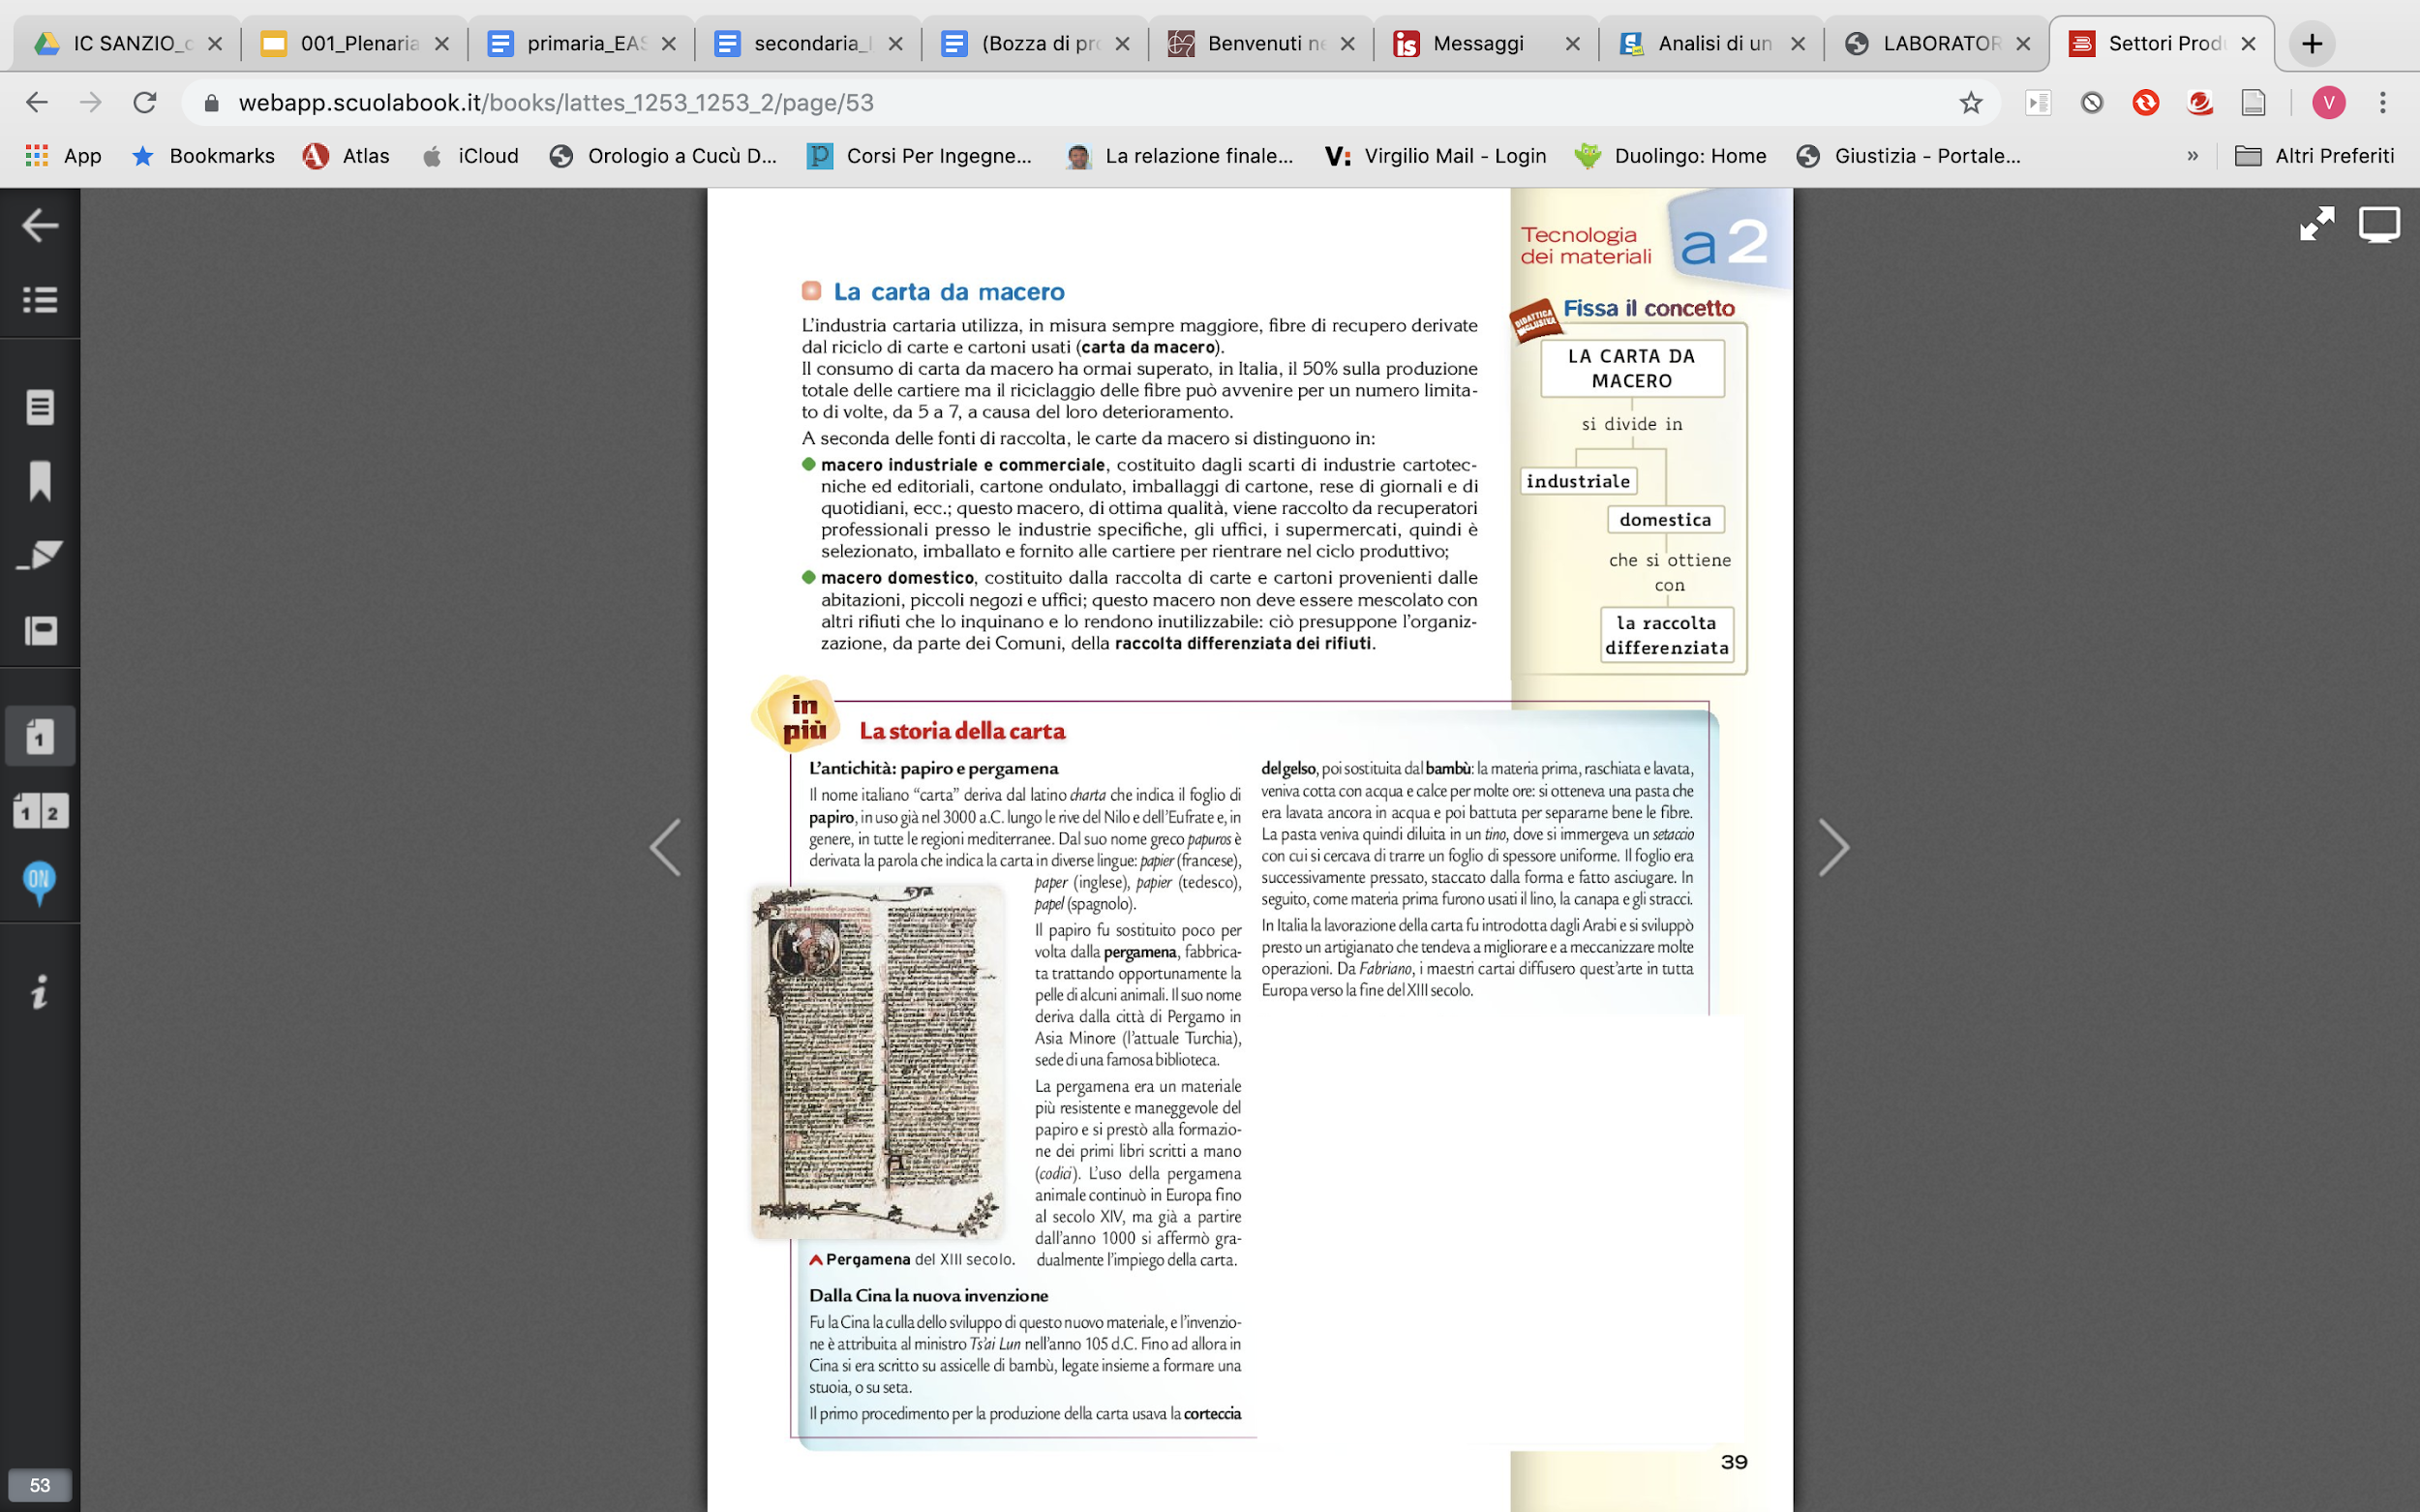 IC SANZIO_c
001_Plenaria
primaria_EAS
secondaria_
(Bozza di pro
Benvenuti ne
Messaggi
Analisi di un
LABORATOR
Settori Produ
webapp.scuolabook.it/books/lattes_1253_1253_2/page/53
V
App
Bookmarks
Atlas
iCloud
Orologio a Cucù D...
Corsi Per Ingegne...
La relazione finale...
Virgilio Mail - Login
Duolingo: Home
Giustizia - Portale...
»
Altri Preferiti
1
1 2
ON
i
53
Tecnologia
dei materiali
a2
La carta da macero
L'industria cartaria utilizza, in misura sempre maggiore, fibre di recupero derivate
dal riciclo di carte e cartoni usati (carta da macero).
Il consumo di carta da macero ha ormai superato, in Italia, il 50% sulla produzione
totale delle cartiere ma il riciclaggio delle fibre può avvenire per un numero limita-
to di volte, da 5 a 7, a causa del loro deterioramento.
A seconda delle fonti di raccolta, le carte da macero si distinguono in:
macero industriale e commerciale, costituito dagli scarti di industrie cartotec-
niche ed editoriali, cartone ondulato, imballaggi di cartone, rese di giornali e di
quotidiani, ecc.; questo macero, di ottima qualità, viene raccolto da recuperatori
professionali presso le industrie specifiche, gli uffici, i supermercati, quindi è
selezionato, imballato e fornito alle cartiere per rientrare nel ciclo produttivo;
macero domestico, costituito dalla raccolta di carte e cartoni provenienti dalle
abitazioni, piccoli negozi e uffici; questo macero non deve essere mescolato con
altri rifiuti che lo inquinano e lo rendono inutilizzabile: ciò presuppone l'organiz-
zazione, da parte dei Comuni, della raccolta differenziata dei rifiuti.
DIDATTICA
INCLUSIVA
Fissa il concetto
LA CARTA DA
MACERO
si divide in
industriale
domestica
che si ottiene
con
la raccolta
differenziata
in
più
La storia della carta
L'antichità: papiro e pergamena
Il nome italiano “carta” deriva dal latino charta che indica il foglio di
papiro, in uso già nel 3000 a.C. lungo le rive del Nilo e dell'Eufrate e, in
genere, in tutte le regioni mediterranee. Dal suo nome greco papuros è
derivata la parola che indica la carta in diverse lingue: papier (francese),
paper (inglese), papier (tedesco),
papel (spagnolo).
Il papiro fu sostituito poco per
volta dalla pergamena, fabbrica-
ta trattando opportunamente la
pelle di alcuni animali. Il suo nome
deriva dalla città di Pergamo in
Asia Minore (l'attuale Turchia),
sede di una famosa biblioteca.
La pergamena era un materiale
più resistente e maneggevole del
papiro e si prestò alla formazio-
ne dei primi libri scritti a mano
(codici). L'uso della pergamena
animale continuò in Europa fino
al secolo XIV, ma già a partire
dall'anno 1000 si affermò gra-
dualmente l'impiego della carta.
Pergamena del XIII secolo.
Dalla Cina la nuova invenzione
Fu la Cina la culla dello sviluppo di questo nuovo materiale, e l'invenzio-
ne è attribuita al ministro Ts'ai Lun nell'anno 105 d.C. Fino ad allora in
Cina si era scritto su assicelle di bambù, legate insieme a formare una
stuoia, o su seta.
Il primo procedimento per la produzione della carta usava la corteccia
del gelso, poi sostituita dal bambù: la materia prima, raschiata e lavata,
veniva cotta con acqua e calce per molte ore: si otteneva una pasta che
era lavata ancora in acqua e poi battuta per separarne bene le fibre.
La pasta veniva quindi diluita in un tino, dove si immergeva un setaccio
con cui si cercava di trarre un foglio di spessore uniforme. Il foglio era
successivamente pressato, staccato dalla forma e fatto asciugare. In
seguito, come materia prima furono usati il lino, la canapa e gli stracci.
In Italia la lavorazione della carta fu introdotta dagli Arabi e si sviluppò
presto un artigianato che tendeva a migliorare e a meccanizzare molte
operazioni. Da Fabriano, i maestri cartai diffusero quest'arte in tutta
Europa verso la fine del XIII secolo.
39